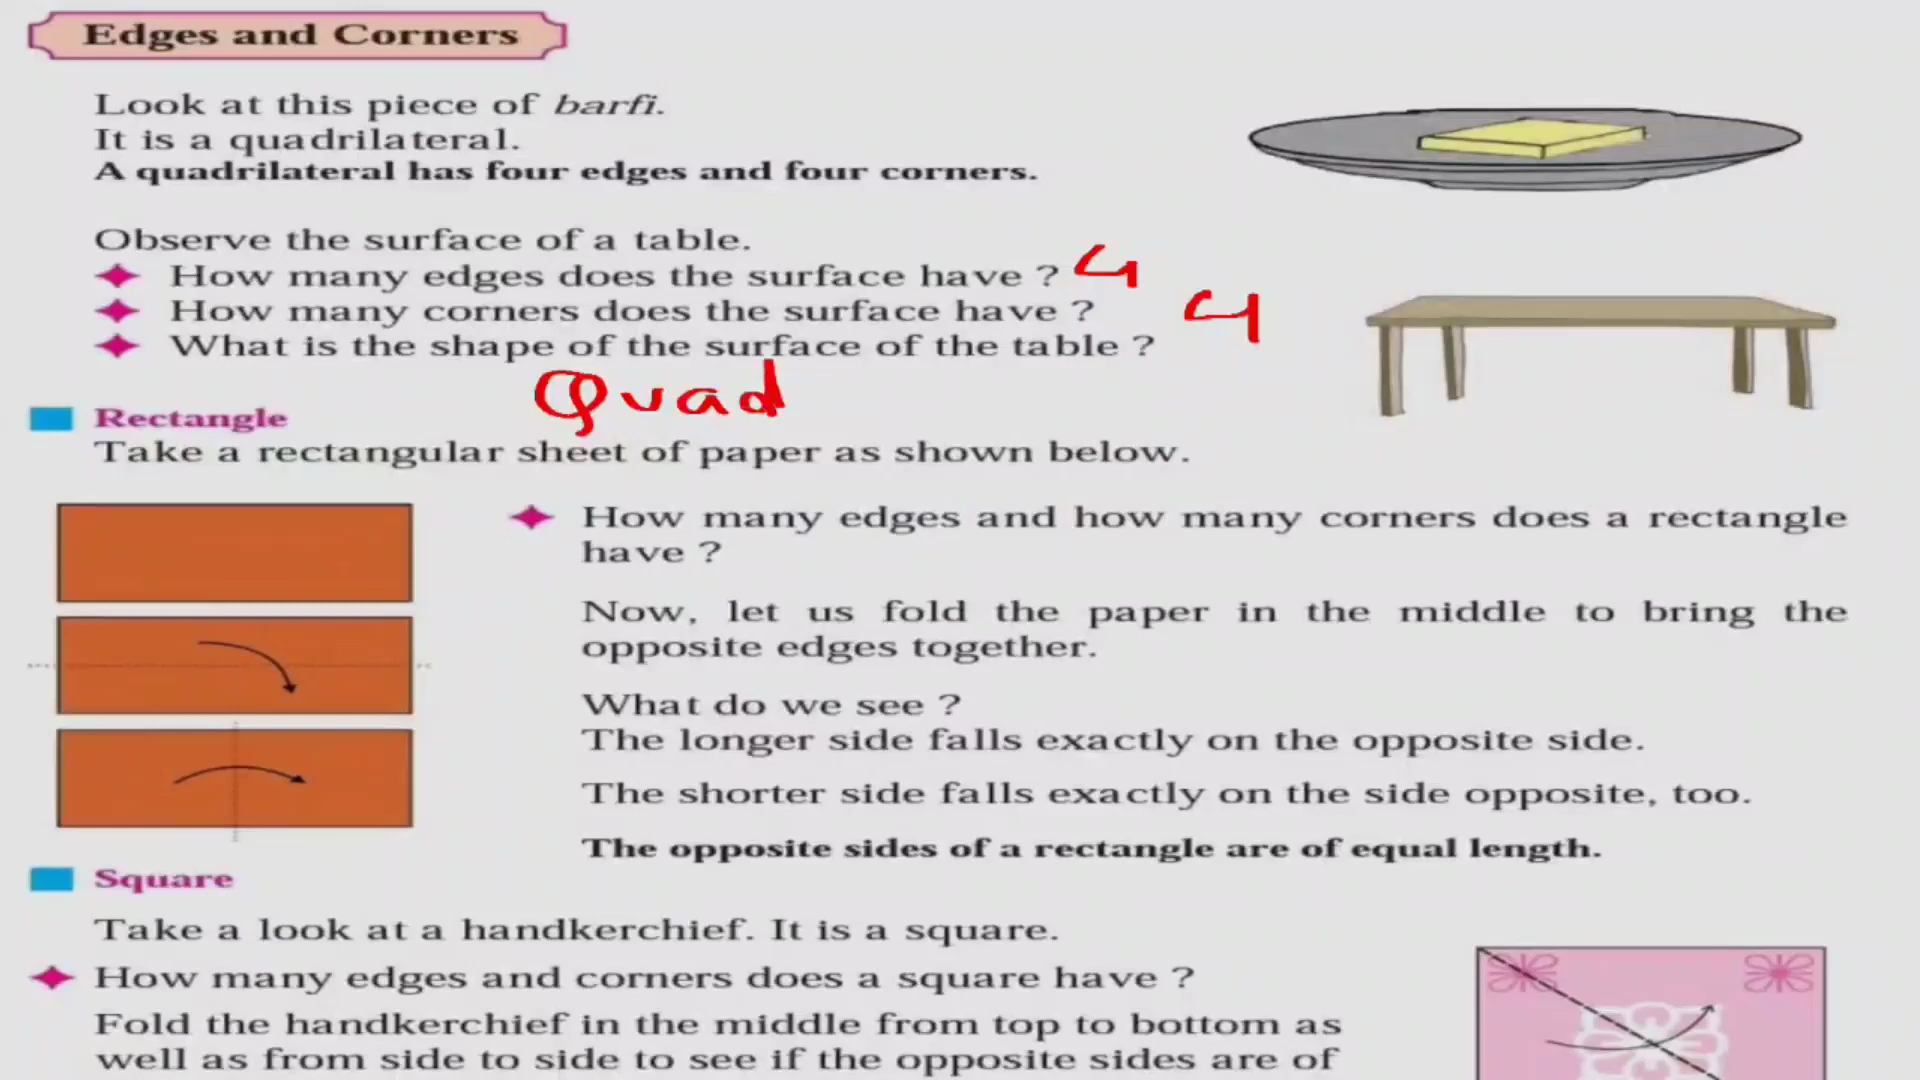 Edges and Corners
Look at this piece of barfi.
It is a quadrilateral.
A quadrilateral has four edges and four corners.
Observe the surface of a table.
How many edges does the surface have ? 4
How many corners does the surface have ? 4
What is the shape of the surface of the table ?
Quad
Rectangle
Take a rectangular sheet of paper as shown below.
How many edges and how many corners does a rectangle
have ?
Now, let us fold the paper in the middle to bring the
opposite edges together.
What do we see ?
The longer side falls exactly on the opposite side.
The shorter side falls exactly on the side opposite, too.
The opposite sides of a rectangle are of equal length.
Square
Take a look at a handkerchief. It is a square.
How many edges and corners does a square have ?
Fold the handkerchief in the middle from top to bottom as
well as from side to side to see if the opposite sides are of